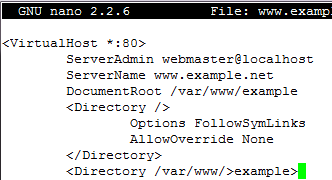 GNU nano 2.2.6 File: www.examp
<VirtualHost *:80>
ServerAdmin webmaster@localhost
ServerName www.example.net
DocumentRoot /var/www/example
<Directory />
Options FollowSymLinks
AllowOverride None
</Directory>
<Directory /var/www/>example>